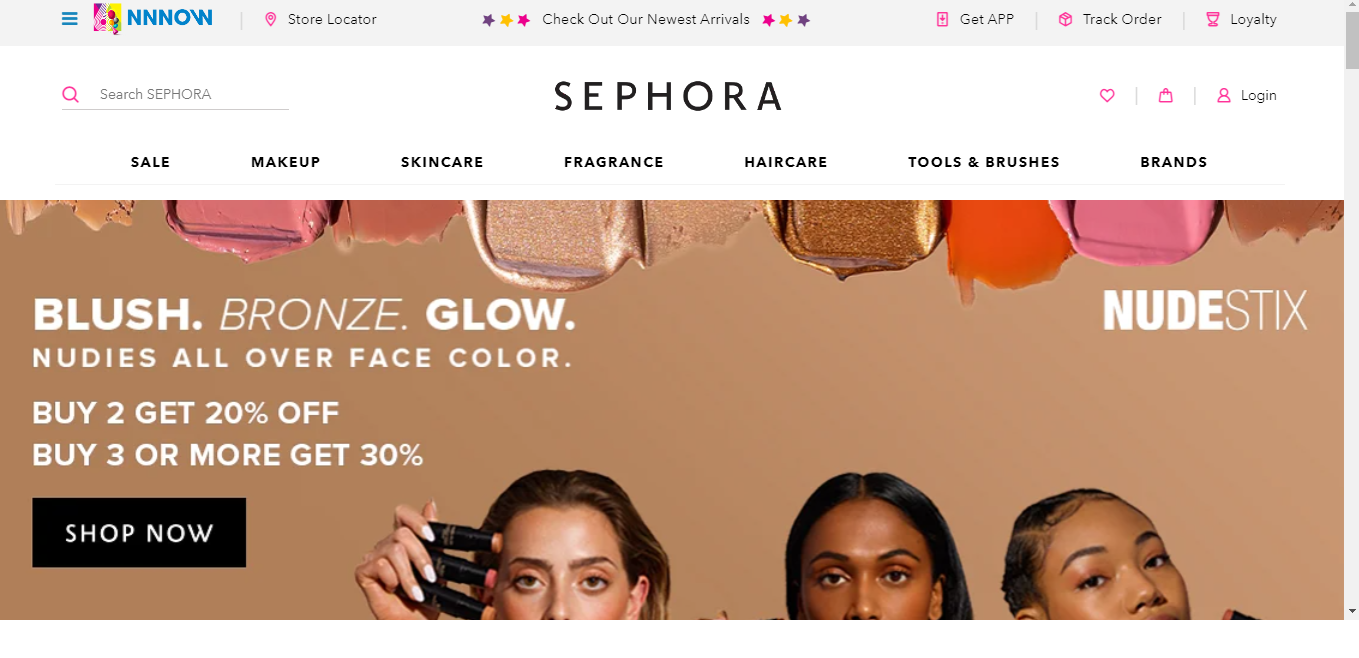 NNNOW
Store Locator
Check Out Our Newest Arrivals
Get APP
Track Order
Loyalty
Search SEPHORA
SEPHORA
Login
SALE
MAKEUP
SKINCARE
FRAGRANCE
HAIRCARE
TOOLS & BRUSHES
BRANDS
BLUSH. BRONZE. GLOW.
NUDESTIX
NUDIES ALL OVER FACE COLOR.
BUY 2 GET 20% OFF
BUY 3 OR MORE GET 30%
SHOP NOW